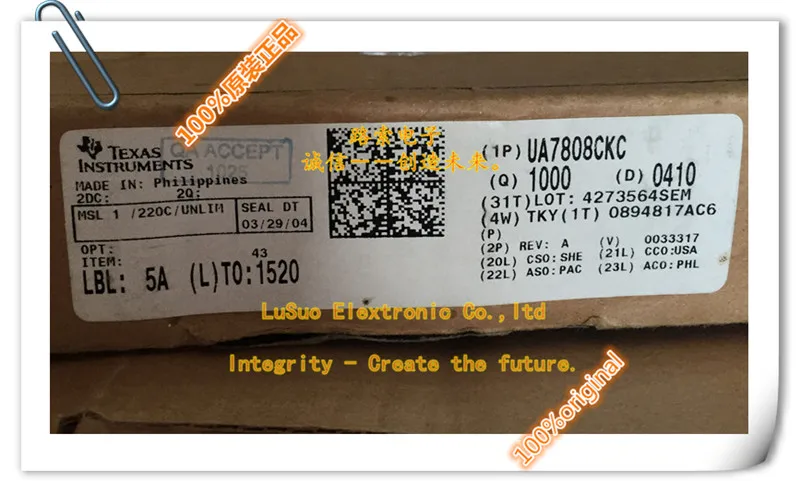 100%原装正品
TEXAS
INSTRUMENTS
QA ACCEPT
1025
MADE IN: Philippines
2DC: 2Q:
MSL 1 /220C/UNLIM
SEAL DT
03/29/04
OPT:
ITEM:
43
LBL: 5A (L)TO:1520
路索电子
诚信--创造未来。
(1P) UA7808CKC
(Q) 1000 (D) 0410
(31T)LOT: 4273564SEM
(4W) TKY(1T) 0894817AC6
(P)
(2P) REV: A (V) 0033317
(20L) CSO:SHE (21L) CCO:USA
(22L) ASO:PAC (23L) ACO:PHL
LuSuo Elextronic Co.,ltd
Integrity - Create the future.
100%original